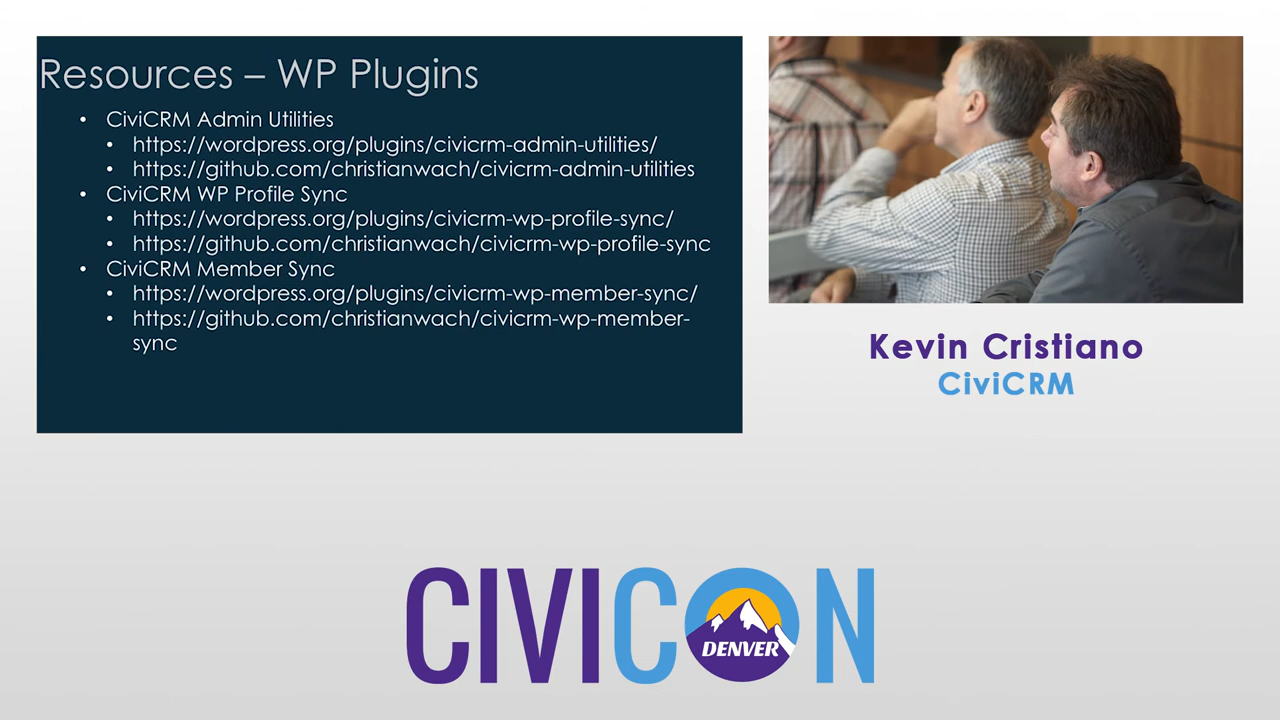 Resources – WP Plugins
• CiviCRM Admin Utilities
• https://wordpress.org/plugins/civicrm-admin-utilities/
• https://github.com/christianwach/civicrm-admin-utilities
• CiviCRM WP Profile Sync
• https://wordpress.org/plugins/civicrm-wp-profile-sync/
• https://github.com/christianwach/civicrm-wp-profile-sync
• CiviCRM Member Sync
• https://wordpress.org/plugins/civicrm-wp-member-sync/
• https://github.com/christianwach/civicrm-wp-member-
sync
Kevin Cristiano
CiviCRM
CIVICON
DENVER